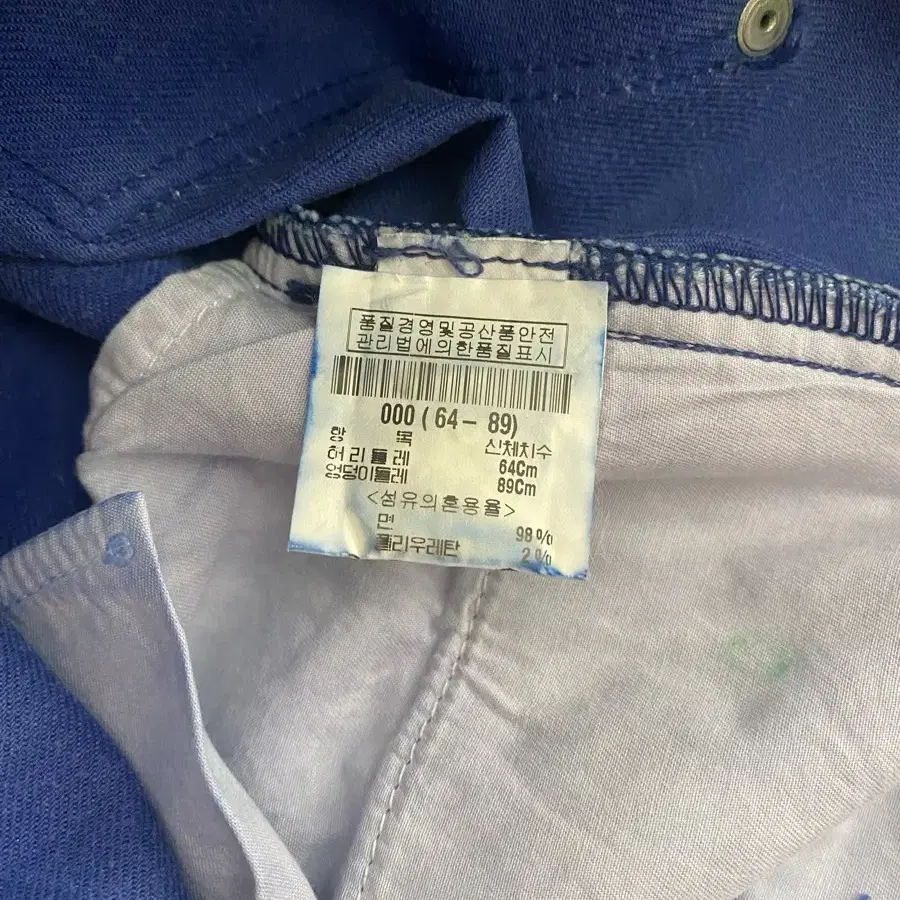 품질경영및공산품안전
관리법에의한품질표시
000 ( 64 - 89)
항 목 신체치수
허리둘레 64Cm
엉덩이둘레 89Cm
<섬유의혼용율>
면 98%
폴리우레탄 2%